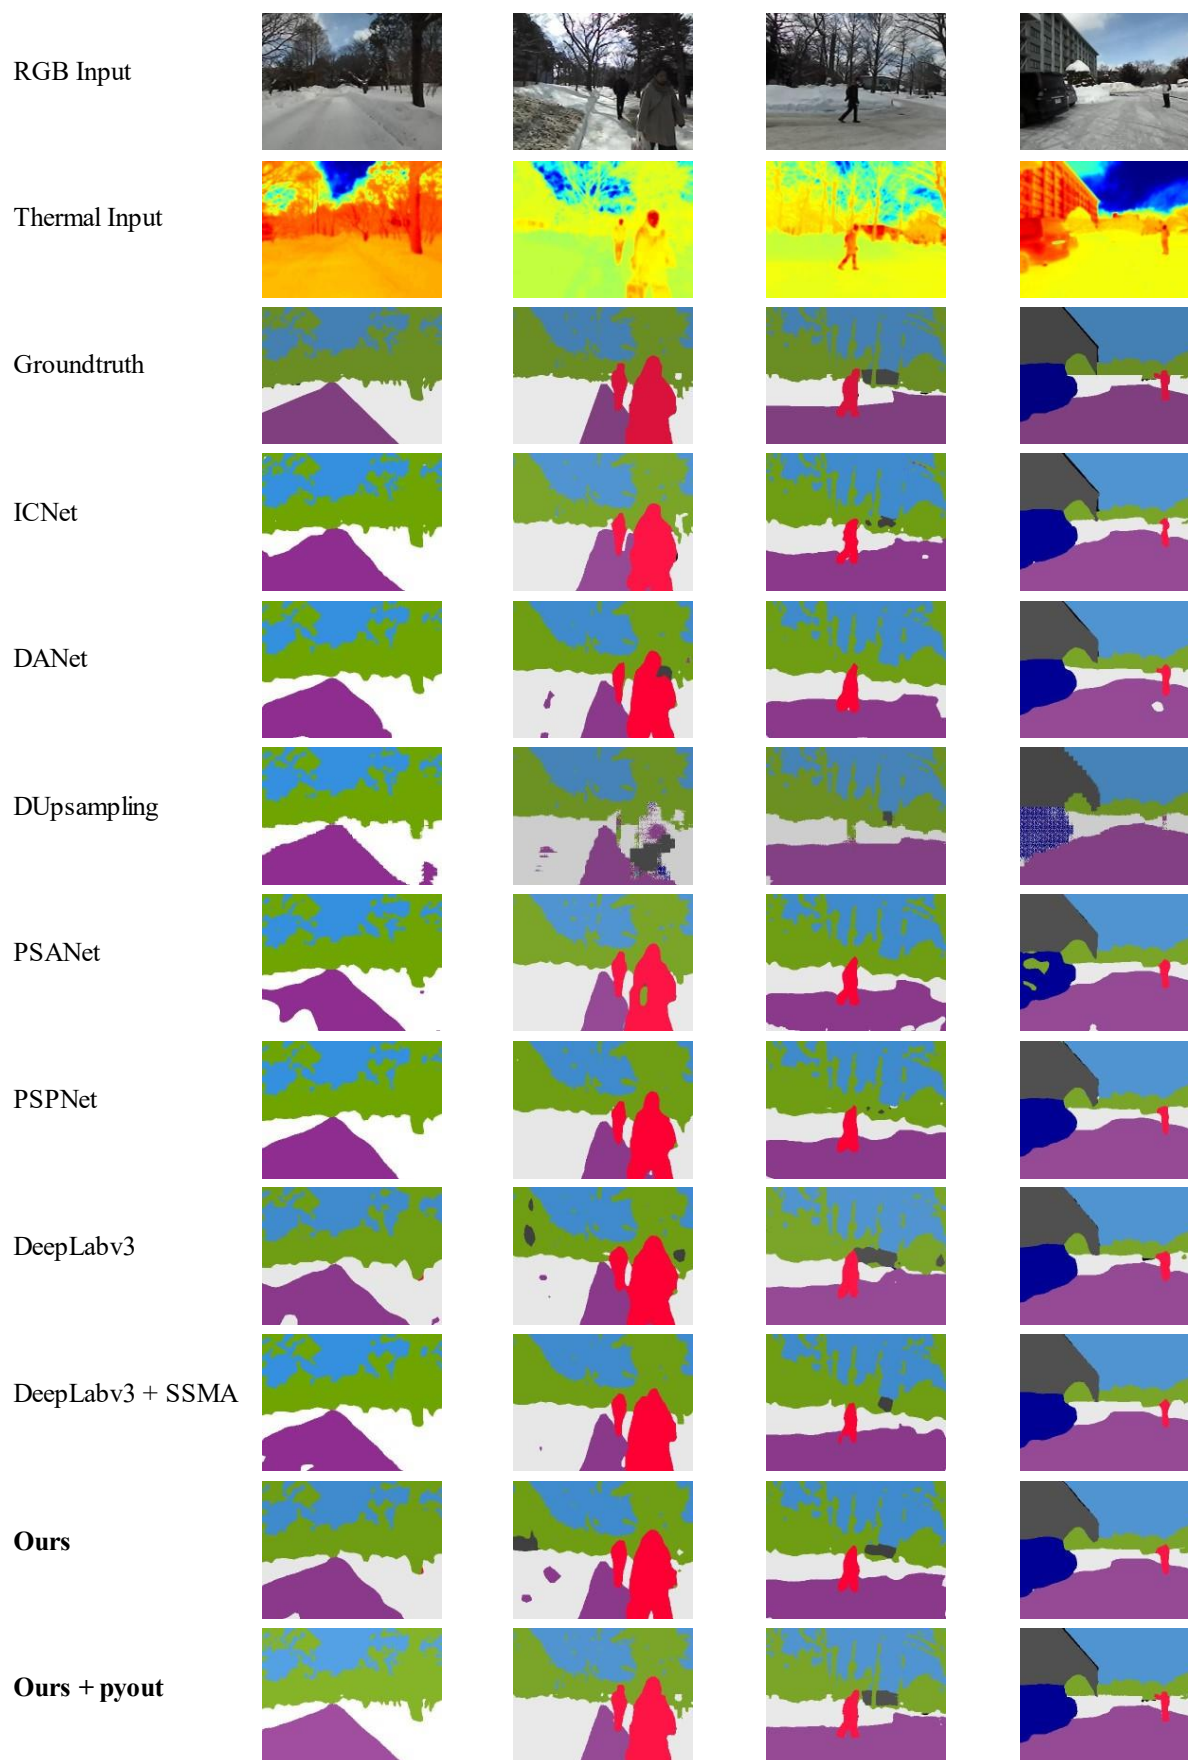 RGB Input
Thermal Input
Groundtruth
ICNet
DANet
DUpsampling
PSANet
PSPNet
DeepLabv3
DeepLabv3 + SSMA
Ours
Ours + pyout